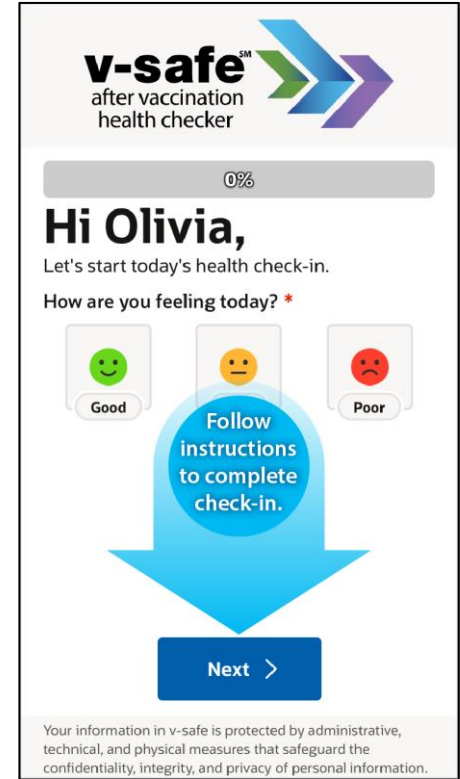 v-safe℠
after vaccination
health checker
0%
Hi Olivia,
Let's start today's health check-in.
How are you feeling today? *
Good
Poor
Follow
instructions
to complete
check-in.
Next >
Your information in v-safe is protected by administrative,
technical, and physical measures that safeguard the
confidentiality, integrity, and privacy of personal information.